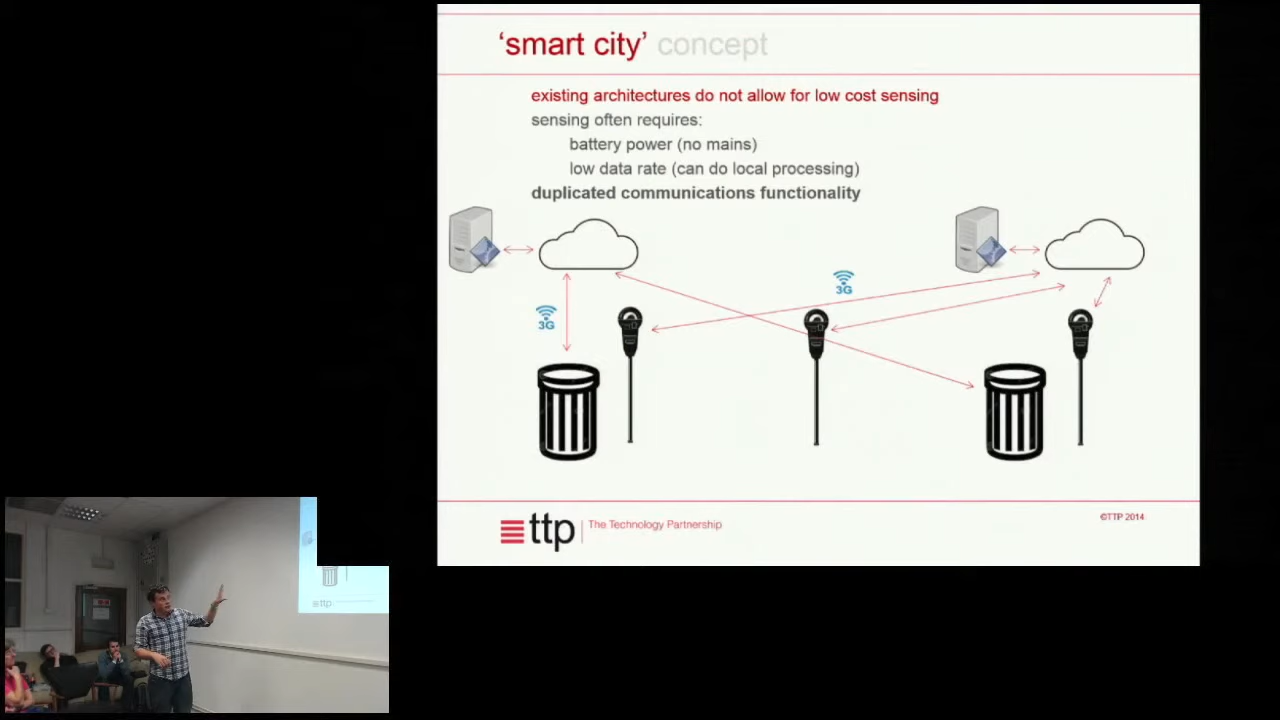 ‘smart city’ concept
existing architectures do not allow for low cost sensing
sensing often requires:
battery power (no mains)
low data rate (can do local processing)
duplicated communications functionality
3G
3G
ttp
The Technology Partnership
©TTP 2014
ttp